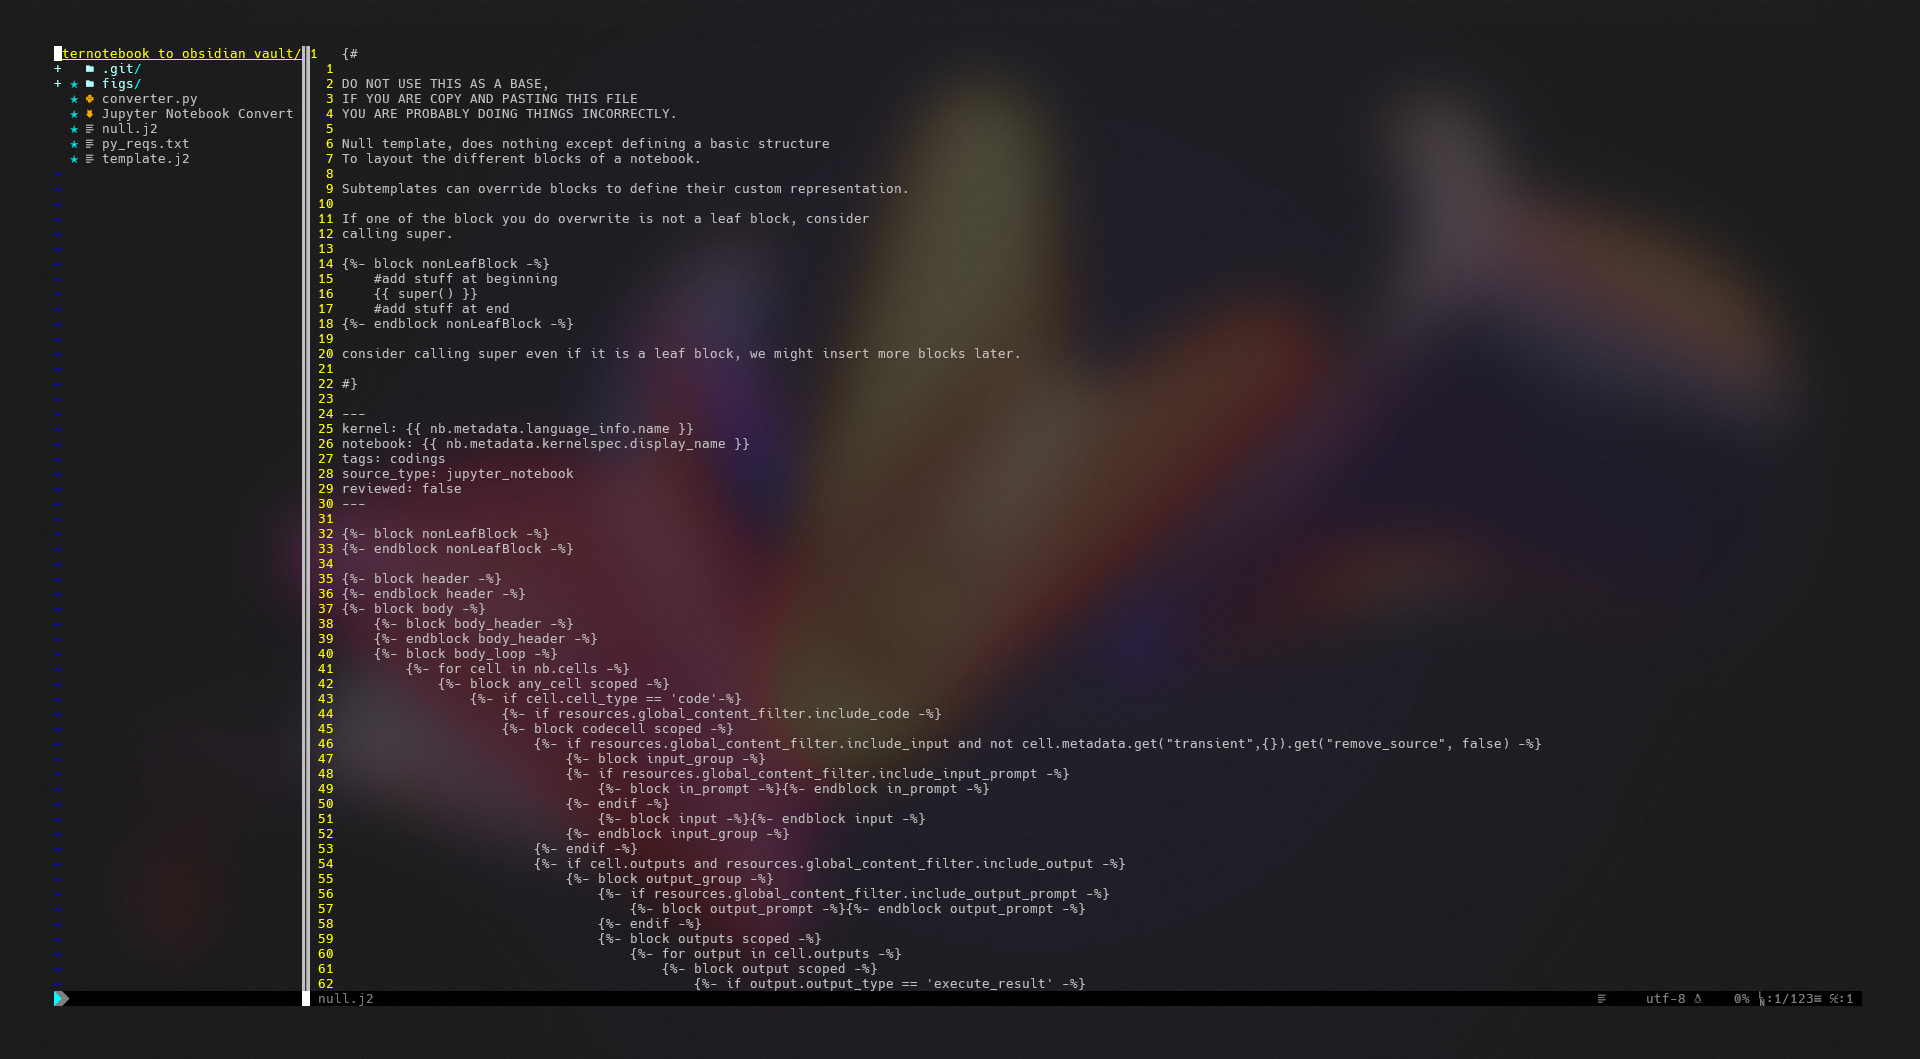 ternotebook to obsidian vault/
+ .git/
+ figs/
converter.py
Jupyter Notebook Convert
null.j2
py_reqs.txt
template.j2
1 {#
1
2 DO NOT USE THIS AS A BASE,
3 IF YOU ARE COPY AND PASTING THIS FILE
4 YOU ARE PROBABLY DOING THINGS INCORRECTLY.
5
6 Null template, does nothing except defining a basic structure
7 To layout the different blocks of a notebook.
8
9 Subtemplates can override blocks to define their custom representation.
10
11 If one of the block you do overwrite is not a leaf block, consider
12 calling super.
13
14 {%- block nonLeafBlock -%}
15     #add stuff at beginning
16     {{ super() }}
17     #add stuff at end
18 {%- endblock nonLeafBlock -%}
19
20 consider calling super even if it is a leaf block, we might insert more blocks later.
21
22 #}
23
24 ---
25 kernel: {{ nb.metadata.language_info.name }}
26 notebook: {{ nb.metadata.kernelspec.display_name }}
27 tags: codings
28 source_type: jupyter_notebook
29 reviewed: false
30 ---
31
32 {%- block nonLeafBlock -%}
33 {%- endblock nonLeafBlock -%}
34
35 {%- block header -%}
36 {%- endblock header -%}
37 {%- block body -%}
38     {%- block body_header -%}
39     {%- endblock body_header -%}
40     {%- block body_loop -%}
41         {%- for cell in nb.cells -%}
42             {%- block any_cell scoped -%}
43                 {%- if cell.cell_type == 'code'-%}
44                     {%- if resources.global_content_filter.include_code -%}
45                     {%- block codecell scoped -%}
46                         {%- if resources.global_content_filter.include_input and not cell.metadata.get("transient",{}).get("remove_source", false) -%}
47                             {%- block input_group -%}
48                             {%- if resources.global_content_filter.include_input_prompt -%}
49                                 {%- block in_prompt -%}{%- endblock in_prompt -%}
50                             {%- endif -%}
51                                 {%- block input -%}{%- endblock input -%}
52                             {%- endblock input_group -%}
53                         {%- endif -%}
54                         {%- if cell.outputs and resources.global_content_filter.include_output -%}
55                             {%- block output_group -%}
56                                 {%- if resources.global_content_filter.include_output_prompt -%}
57                                     {%- block output_prompt -%}{%- endblock output_prompt -%}
58                                 {%- endif -%}
59                                 {%- block outputs scoped -%}
60                                     {%- for output in cell.outputs -%}
61                                         {%- block output scoped -%}
62                                             {%- if output.output_type == 'execute_result' -%}
null.j2 utf-8 0% :1/123≡ ℅:1